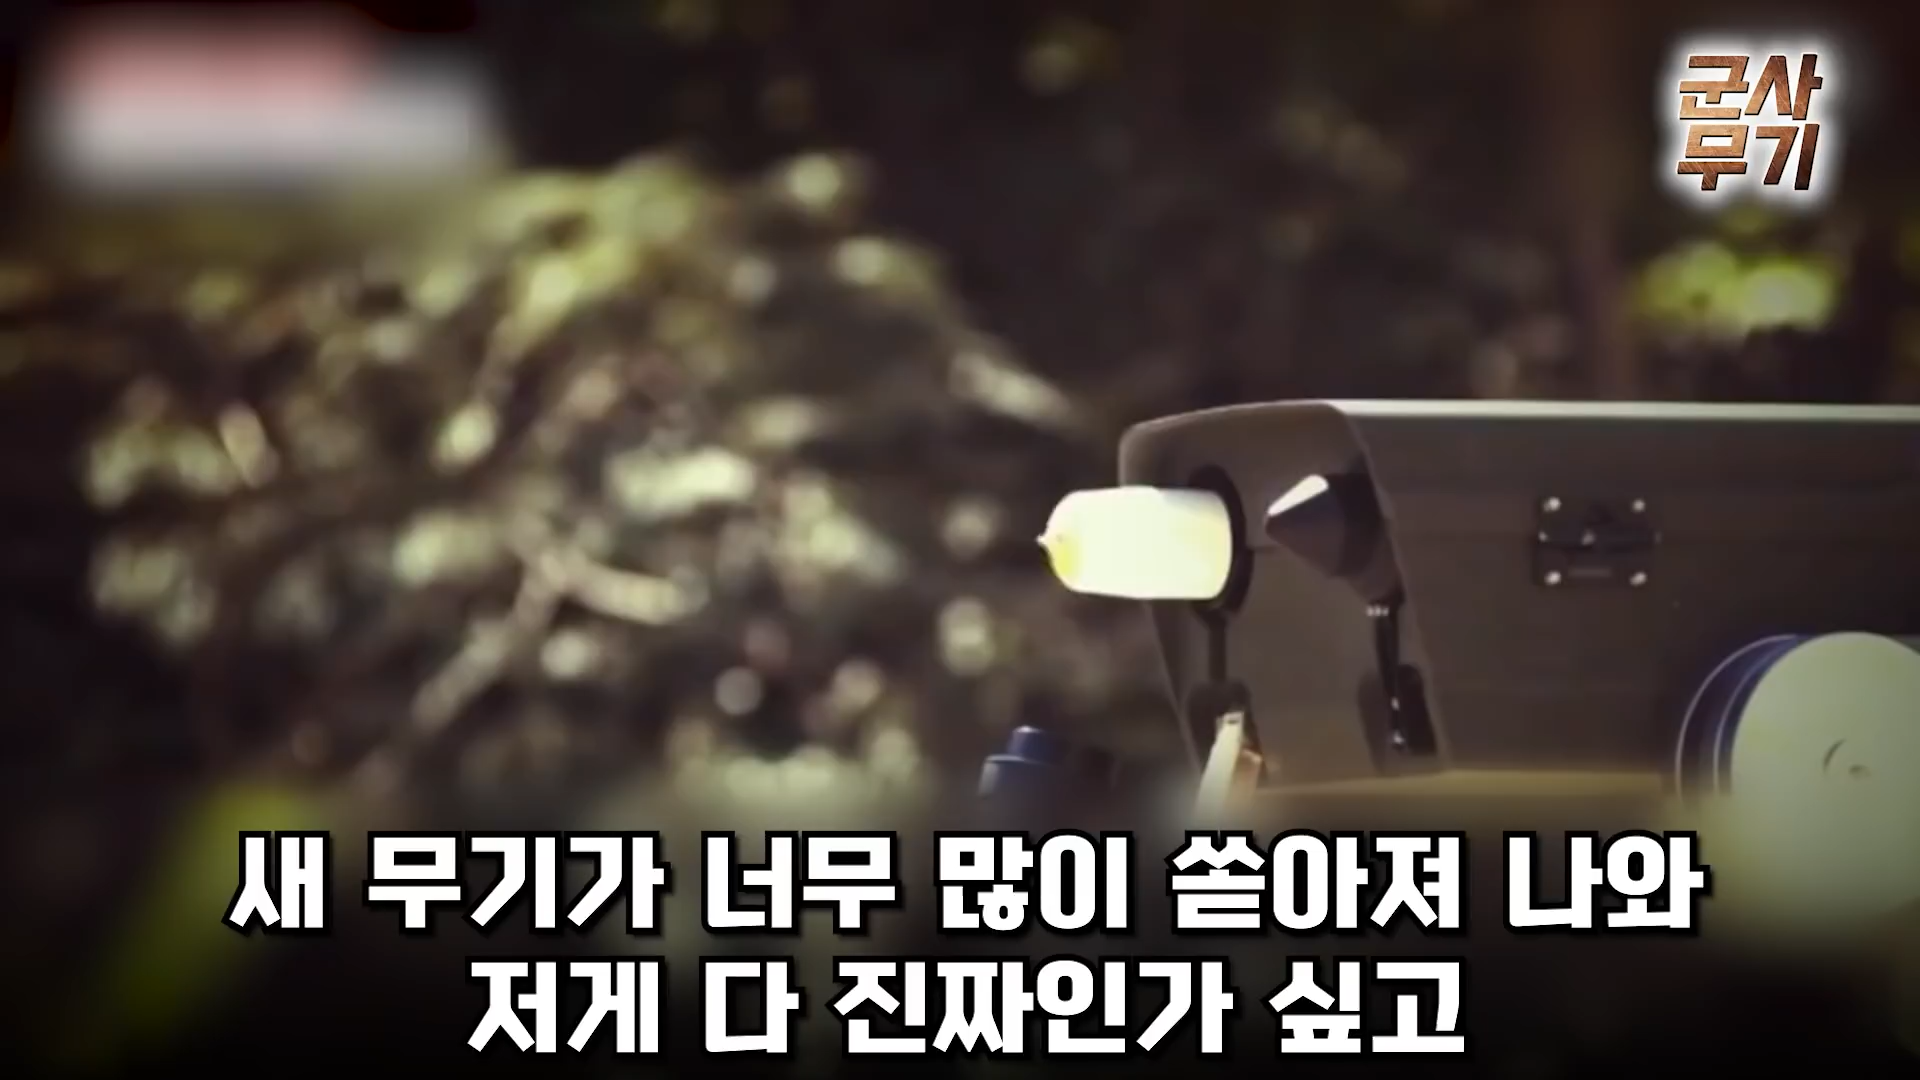 군사
무기
새 무기가 너무 많이 쏟아져 나와
저게 다 진짜인가 싶고